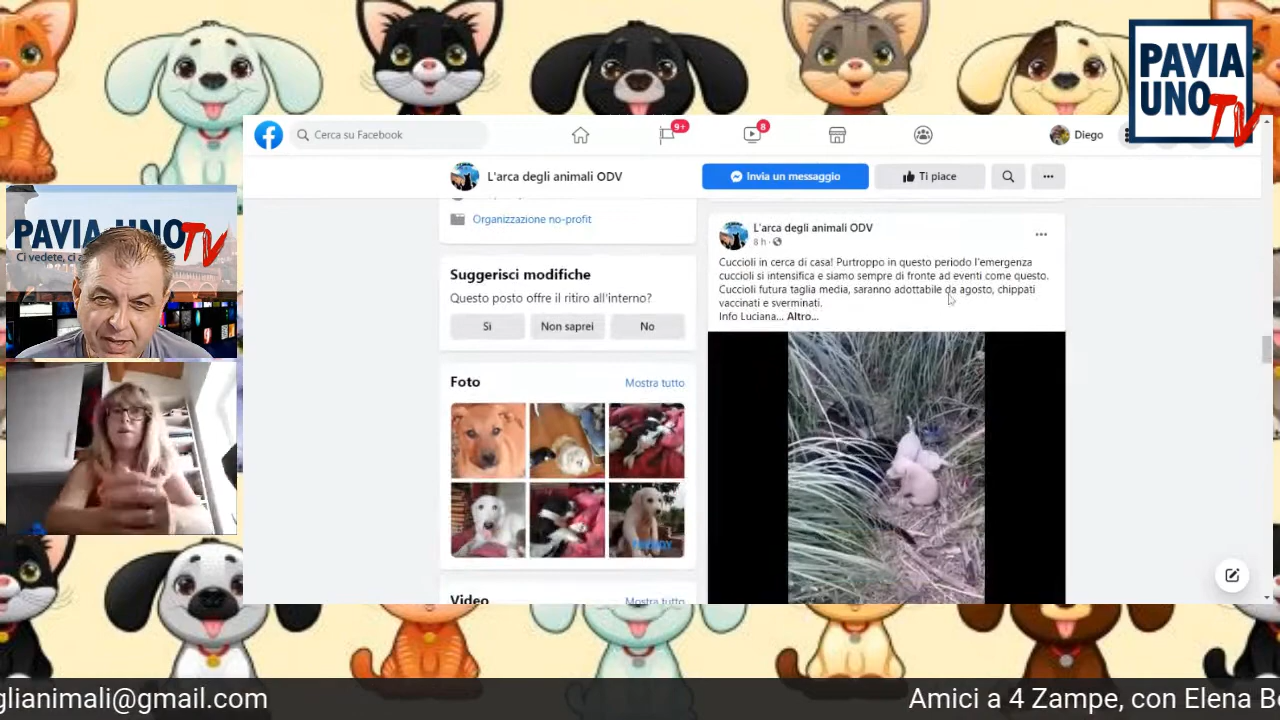 PAVIA
UNO TV
Cerca su Facebook
9+
8
Diego
L'arca degli animali ODV
Invia un messaggio
Ti piace
Organizzazione no-profit
Suggerisci modifiche
Questo posto offre il ritiro all'interno?
Sì
Non saprei
No
Foto
Mostra tutto
Video
Mostra tutto
L'arca degli animali ODV
8 h
Cuccioli in cerca di casa! Purtroppo in questo periodo l'emergenza
cuccioli si intensifica e siamo sempre di fronte ad eventi come questo.
Cuccioli futura taglia media, saranno adottabile da agosto, chippati
vaccinati e sverminati.
Info Luciana... Altro...
PAVIA UNO TV
Ci vedete, ci
glianimali@gmail.com
Amici a 4 Zampe, con Elena